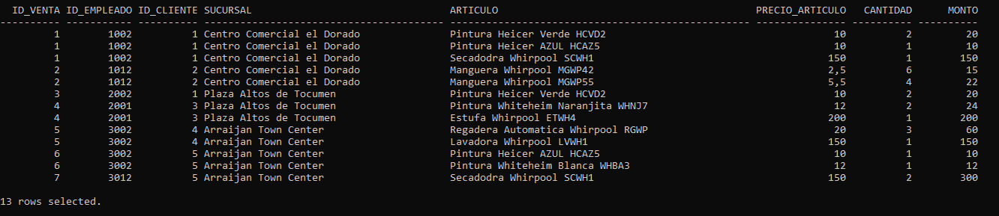 ID_VENTA ID_EMPLEADO ID_CLIENTE SUCURSAL ARTICULO PRECIO_ARTICULO CANTIDAD MONTO
---------- ----------- ---------- ---------------------------------------- -------------------------------------------------- --------------- ---------- ----------
1 1002 1 Centro Comercial el Dorado Pintura Heicer Verde HCVD2 10 2 20
1 1002 1 Centro Comercial el Dorado Pintura Heicer AZUL HCAZ5 10 1 10
1 1002 1 Centro Comercial el Dorado Secadodra Whirpool SCWH1 150 1 150
2 1012 2 Centro Comercial el Dorado Manguera Whirpool MGWP42 2,5 6 15
2 1012 2 Centro Comercial el Dorado Manguera Whirpool MGWP55 5,5 4 22
3 2002 1 Plaza Altos de Tocumen Pintura Heicer Verde HCVD2 10 2 20
4 2001 3 Plaza Altos de Tocumen Pintura Whiteheim Naranjita WHNJ7 12 2 24
4 2001 3 Plaza Altos de Tocumen Estufa Whirpool ETWH4 200 1 200
5 3002 4 Arraijan Town Center Regadera Automatica Whirpool RGWP 20 3 60
5 3002 4 Arraijan Town Center Lavadora Whirpool LVWH1 150 1 150
6 3002 5 Arraijan Town Center Pintura Heicer AZUL HCAZ5 10 1 10
6 3002 5 Arraijan Town Center Pintura Whiteheim Blanca WHBA3 12 1 12
7 3012 5 Arraijan Town Center Secadodra Whirpool SCWH1 150 2 300
13 rows selected.